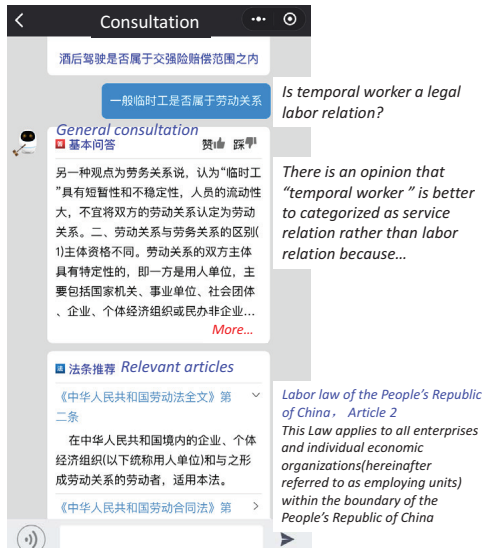 Consultation
酒后驾驶是否属于交强险赔偿范围之内
一般临时工是否属于劳动关系
Is temporal worker a legal
labor relation?
General consultation
基本问答 赞 踩
另一种观点为劳务关系说，认为“临时工
”具有短暂性和不稳定性，人员的流动性
大，不宜将双方的劳动关系认定为劳动
关系。二、劳动关系与劳务关系的区别(
1)主体资格不同。劳动关系的双方主体
具有特定性的，即一方是用人单位，主
要包括国家机关、事业单位、社会团体
、企业、个体经济组织或民办非企业...
More...
There is an opinion that
“temporal worker ” is better
to categorized as service
relation rather than labor
relation because...
法条推荐 Relevant articles
《中华人民共和国劳动法全文》第
二条
在中华人民共和国境内的企业、个体
经济组织(以下统称用人单位)和与之形
成劳动关系的劳动者，适用本法。
《中华人民共和国劳动合同法》第
Labor law of the People’s Republic
of China， Article 2
This Law applies to all enterprises
and individual economic
organizations(hereinafter
referred to as employing units)
within the boundary of the
People’s Republic of China